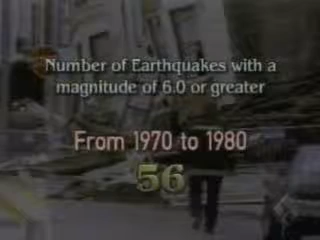 Number of Earthquakes with a
magnitude of 6.0 or greater
From 1970 to 1980
56